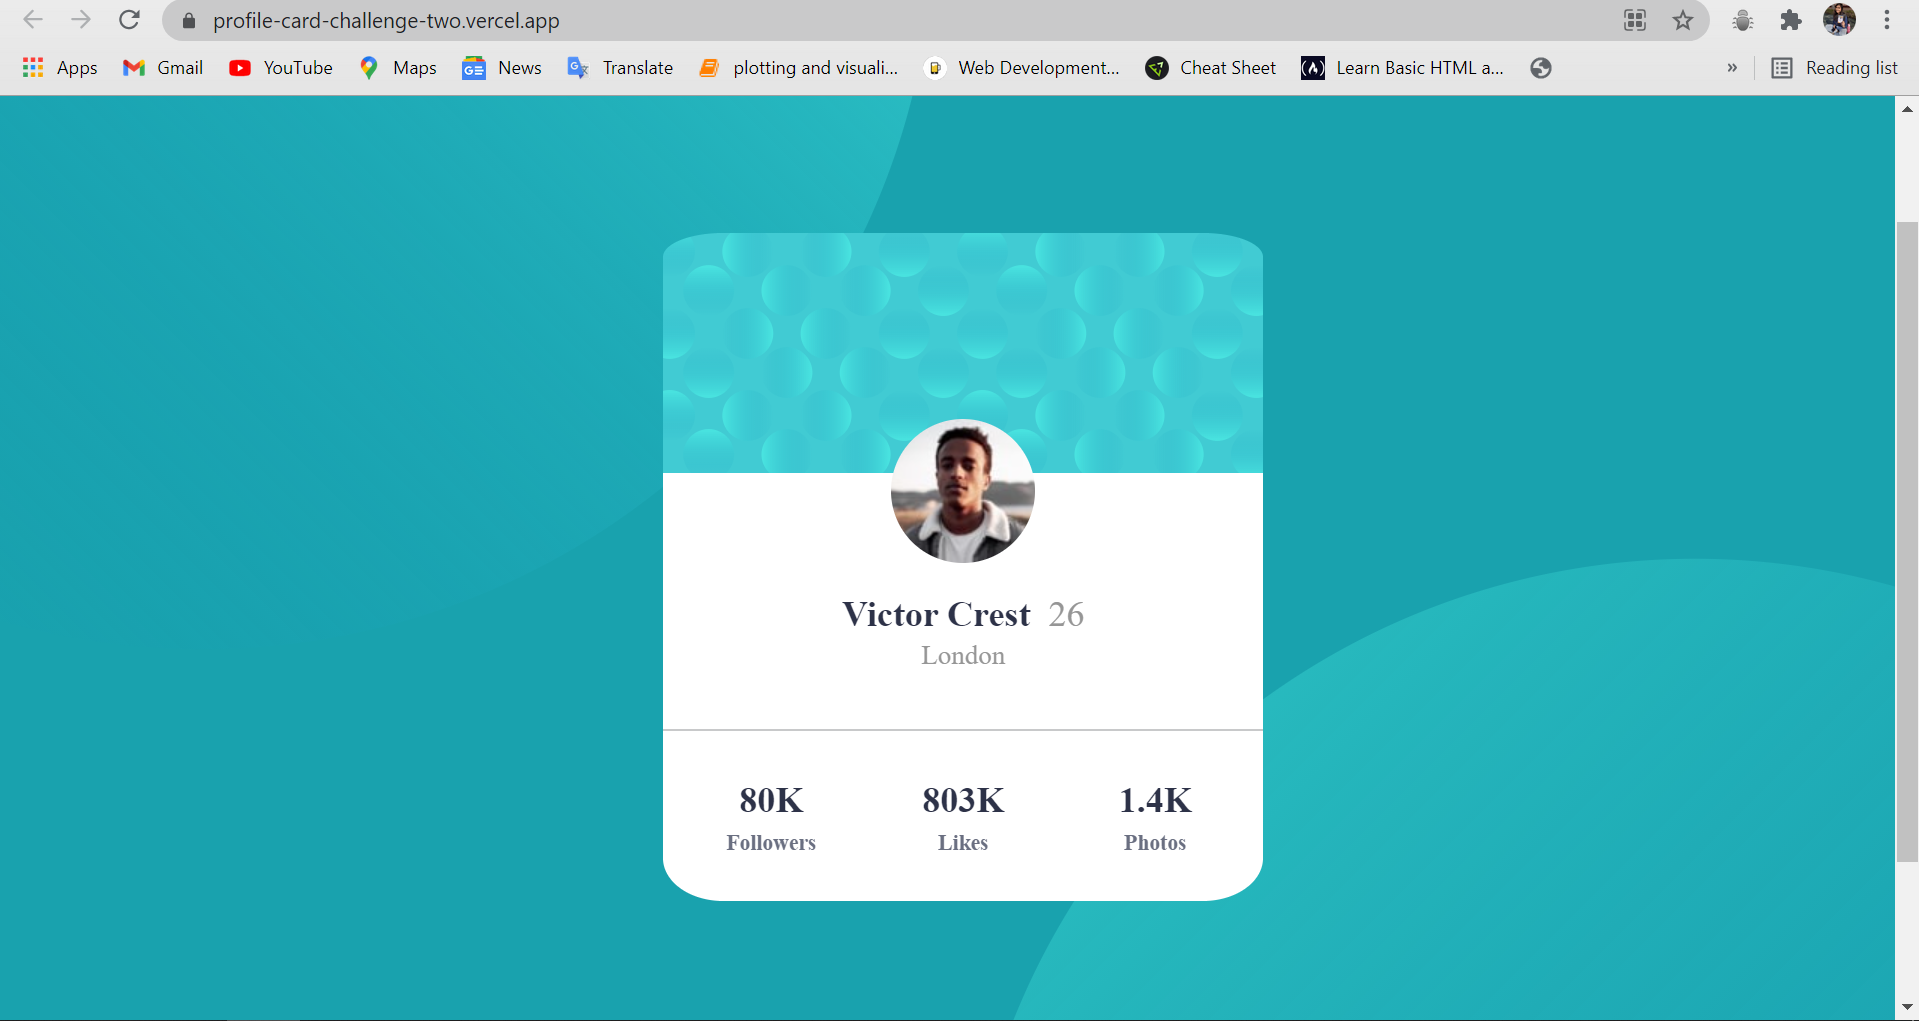 profile-card-challenge-two.vercel.app
Apps Gmail YouTube Maps News Translate plotting and visuali... Web Development... Cheat Sheet Learn Basic HTML a... » Reading list
Victor Crest 26
London
80K 803K 1.4K
Followers Likes Photos